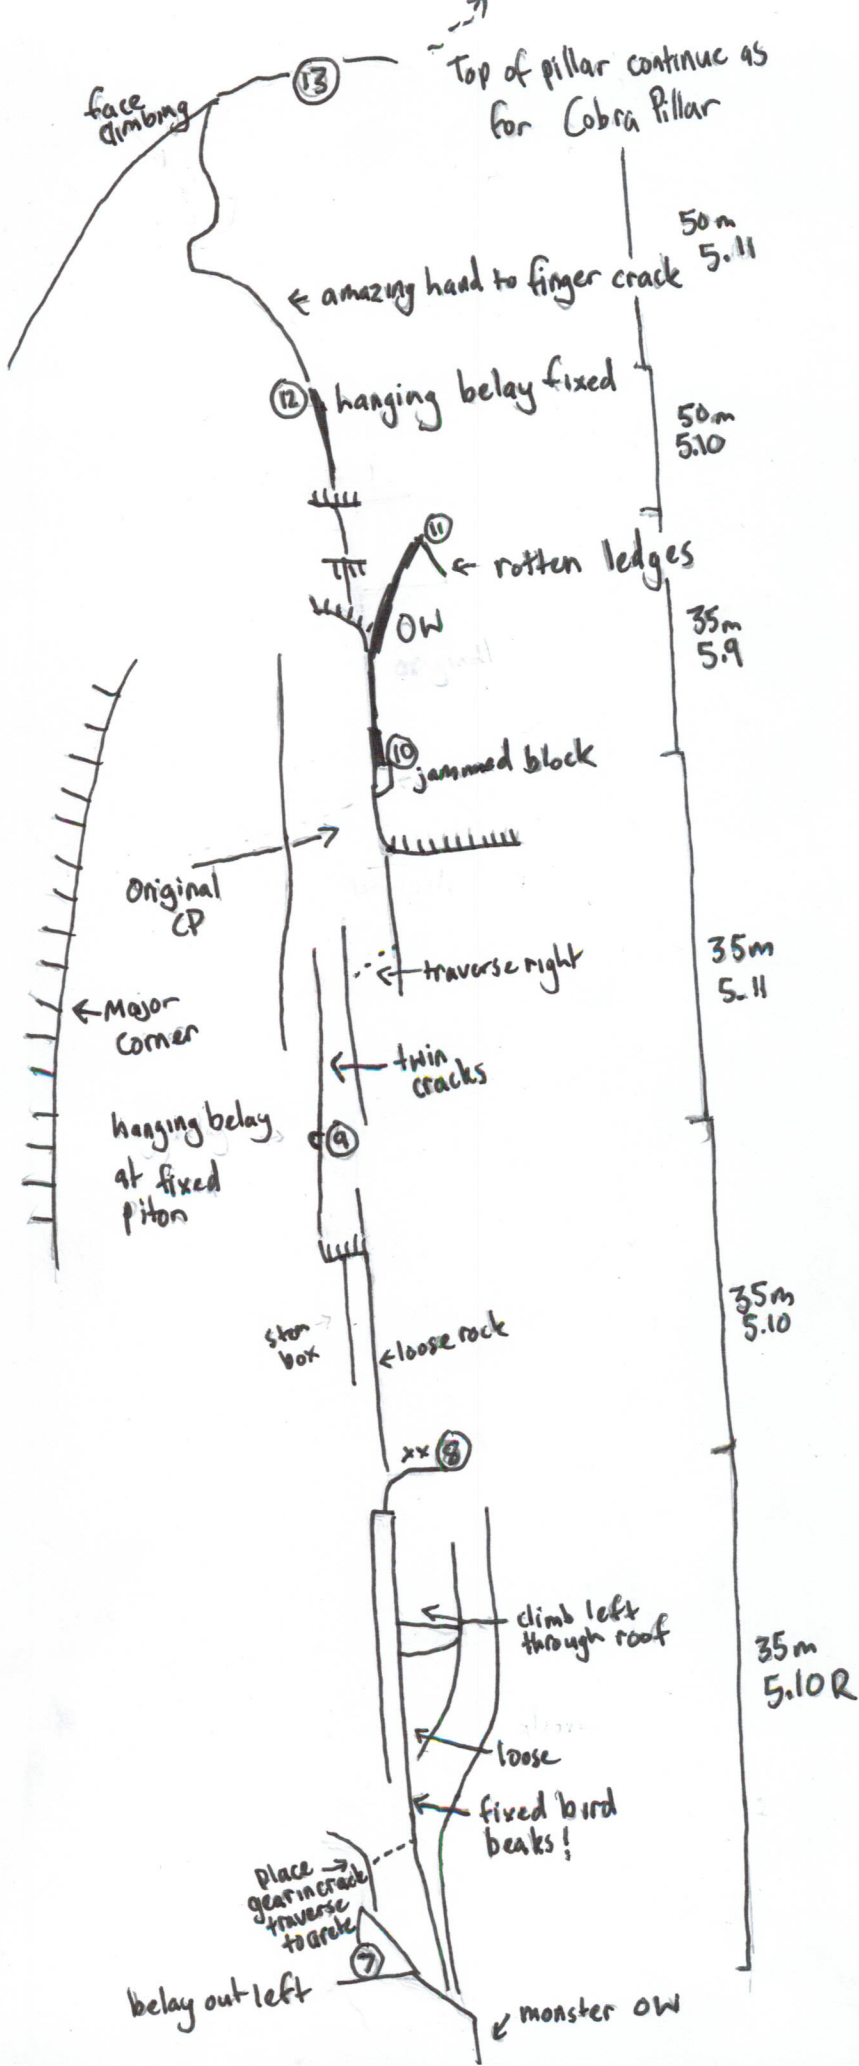 Top of pillar continue as
for Cobra Pillar
13
face
climbing
50m
5.11
← amazing hand to finger crack
12
hanging belay fixed
50m
5.10
11
← rotten ledges
OW
35m
5.9
10
jammed block
Original
CP
← traverse right
35m
5.11
← Major
corner
← twin
cracks
hanging belay
at fixed
piton
9
35m
5.10
stem
box
← loose rock
xx 8
climb left
through roof
35m
5.10 R
loose
fixed bird
beaks!
place →
gear in crack
traverse
to arete
7
belay out left
monster OW